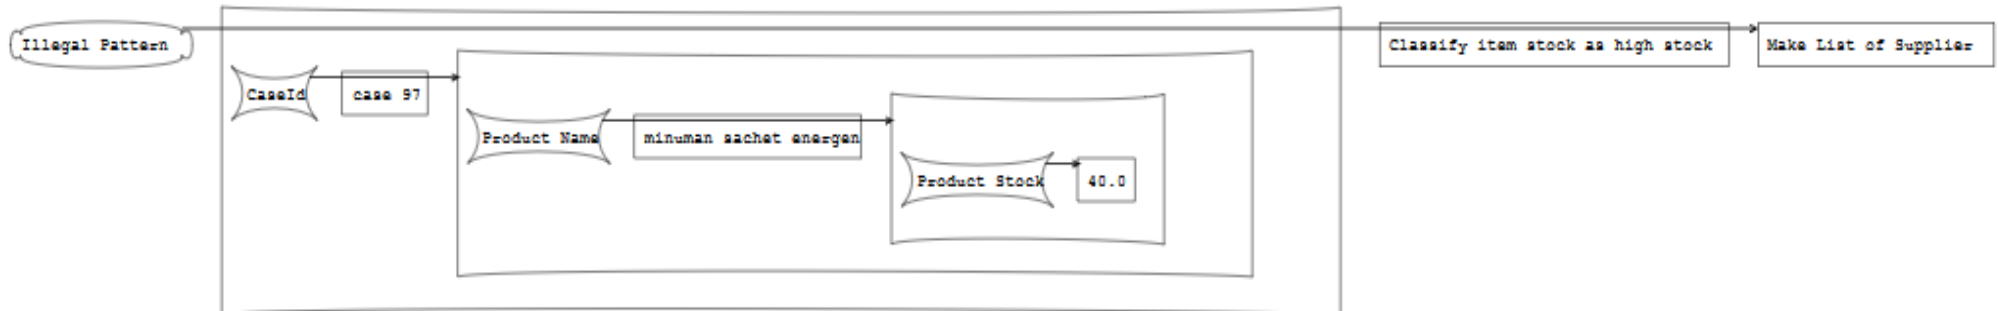 Illegal Pattern
Classify item stock as high stock
Make List of Supplier
CaseId
case 97
Product Name
minuman sachet energen
Product Stock
40.0